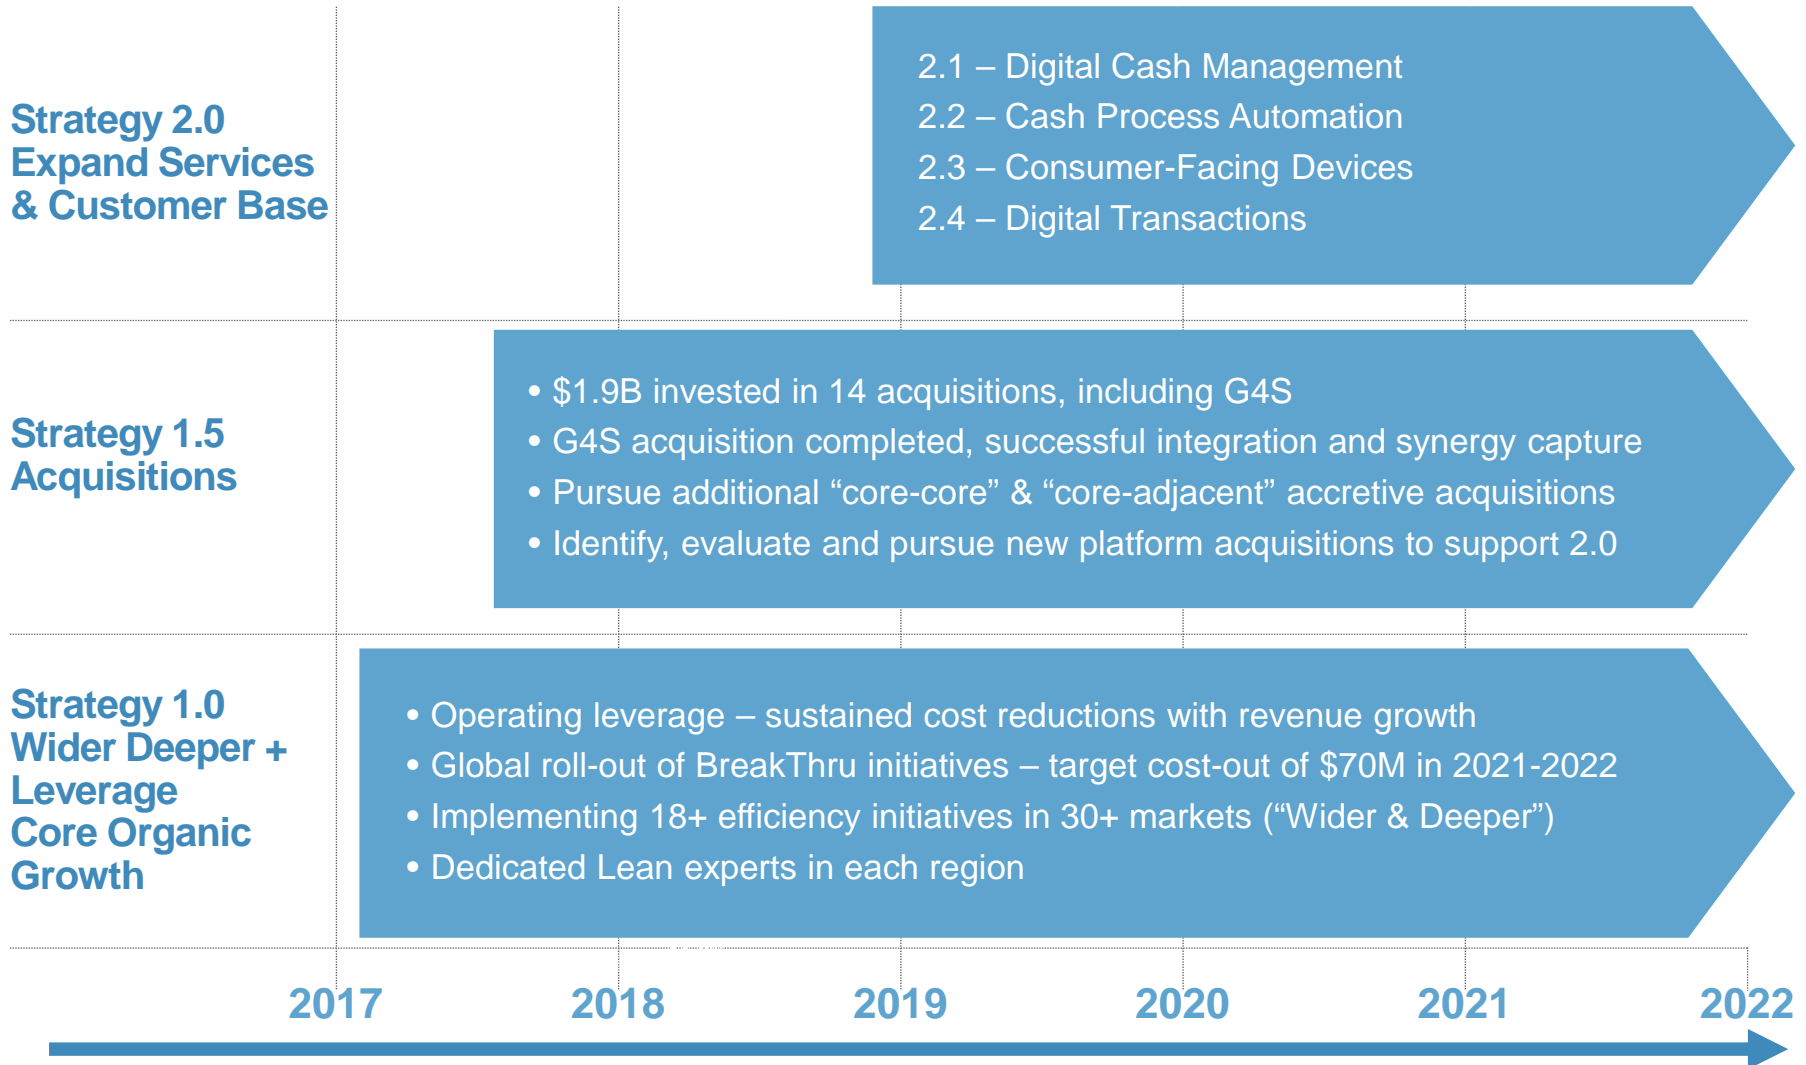 Strategy 2.0
Expand Services
& Customer Base
2.1 – Digital Cash Management
2.2 – Cash Process Automation
2.3 – Consumer-Facing Devices
2.4 – Digital Transactions
Strategy 1.5
Acquisitions
• $1.9B invested in 14 acquisitions, including G4S
• G4S acquisition completed, successful integration and synergy capture
• Pursue additional “core-core” & “core-adjacent” accretive acquisitions
• Identify, evaluate and pursue new platform acquisitions to support 2.0
Strategy 1.0
Wider Deeper +
Leverage
Core Organic
Growth
• Operating leverage – sustained cost reductions with revenue growth
• Global roll-out of BreakThru initiatives – target cost-out of $70M in 2021-2022
• Implementing 18+ efficiency initiatives in 30+ markets (“Wider & Deeper”)
• Dedicated Lean experts in each region
2017 2018 2019 2020 2021 2022